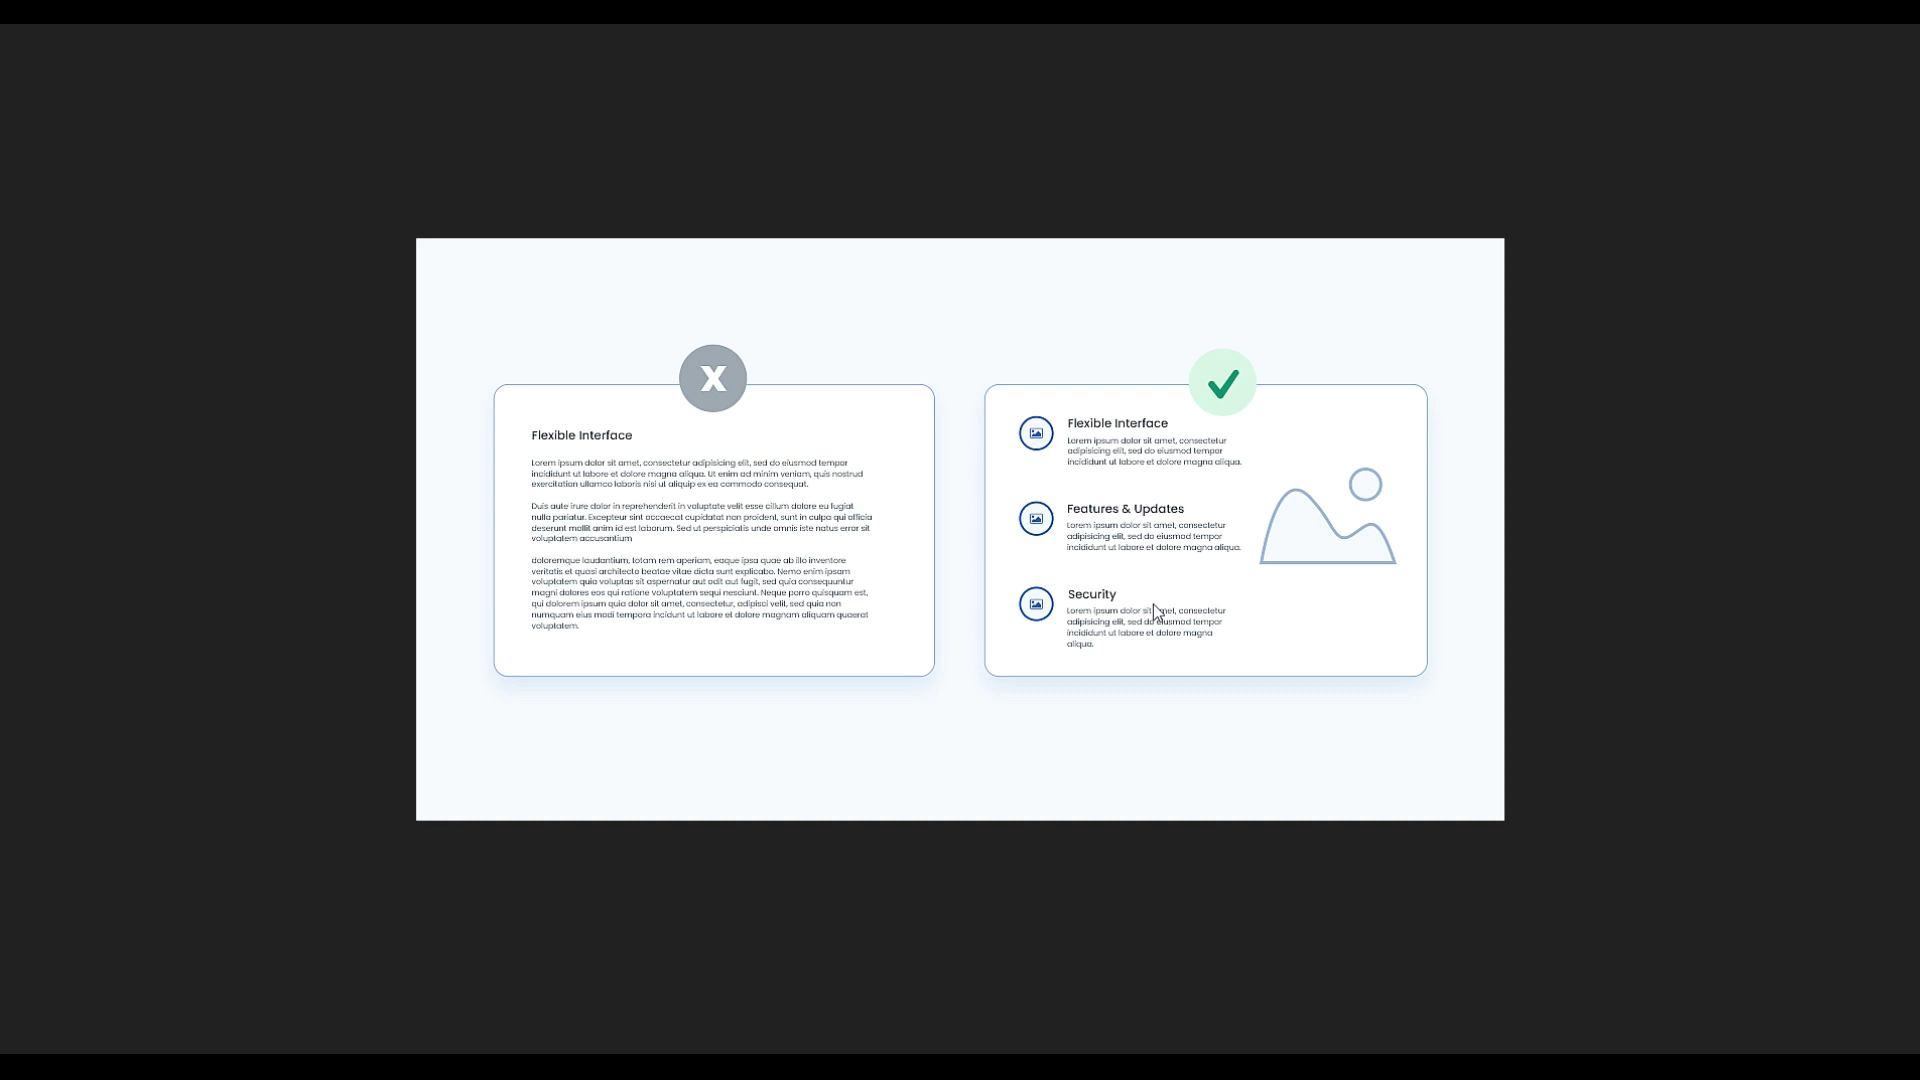 X
Flexible Interface
Lorem ipsum dolor sit amet, consectetur adipisicing elit, sed do eiusmod tempor
incididunt ut labore et dolore magna aliqua. Ut enim ad minim veniam, quis nostrud
exercitation ullamco laboris nisi ut aliquip ex ea commodo consequat.
Duis aute irure dolor in reprehenderit in voluptate velit esse cillum dolore eu fugiat
nulla pariatur. Excepteur sint occaecat cupidatat non proident, sunt in culpa qui officia
deserunt mollit anim id est laborum. Sed ut perspiciatis unde omnis iste natus error sit
voluptatem accusantium
doloremque laudantium, totam rem aperiam, eaque ipsa quae ab illo inventore
veritatis et quasi architecto beatae vitae dicta sunt explicabo. Nemo enim ipsam
voluptatem quia voluptas sit aspernatur aut odit aut fugit, sed quia consequuntur
magni dolores eos qui ratione voluptatem sequi nesciunt. Neque porro quisquam est,
qui dolorem ipsum quia dolor sit amet, consectetur, adipisci velit, sed quia non
numquam eius modi tempora incidunt ut labore et dolore magnam aliquam quaerat
voluptatem.
Flexible Interface
Lorem ipsum dolor sit amet, consectetur
adipisicing elit, sed do eiusmod tempor
incididunt ut labore et dolore magna aliqua.
Features & Updates
Lorem ipsum dolor sit amet, consectetur
adipisicing elit, sed do eiusmod tempor
incididunt ut labore et dolore magna aliqua.
Security
Lorem ipsum dolor sit amet, consectetur
adipisicing elit, sed do eiusmod tempor
incididunt ut labore et dolore magna
aliqua.